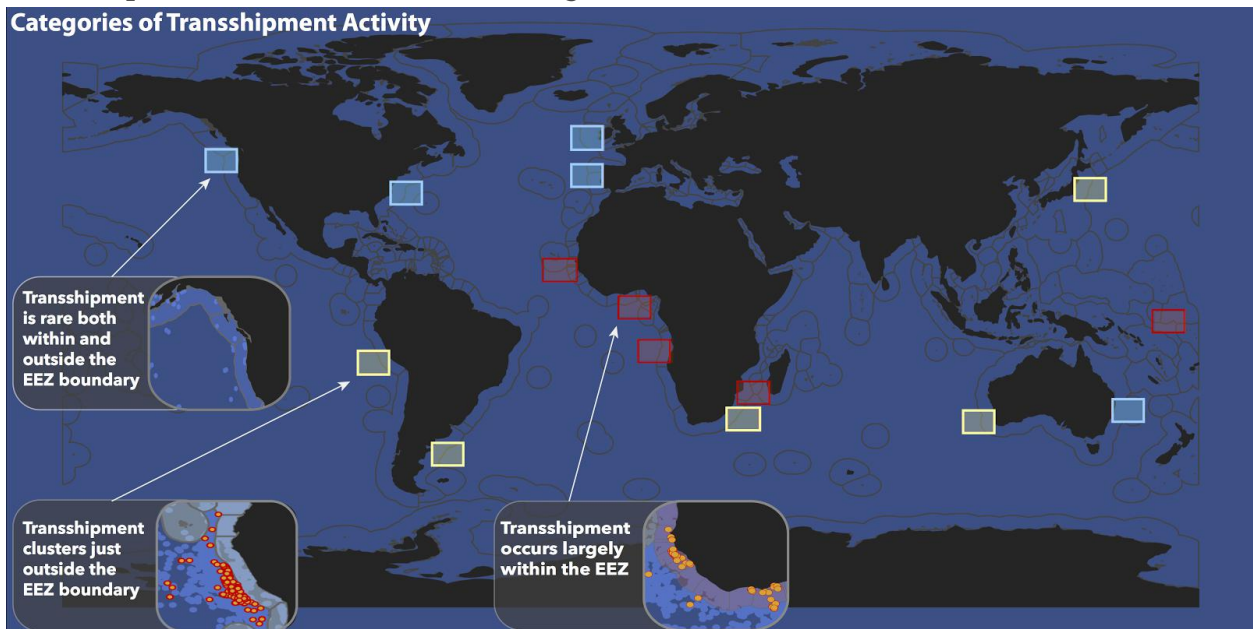 Categories of Transshipment Activity
Transshipment
is rare both
within and
outside the
EEZ boundary
Transshipment
clusters just
outside the
EEZ boundary
Transshipment
occurs largely
within the EEZ